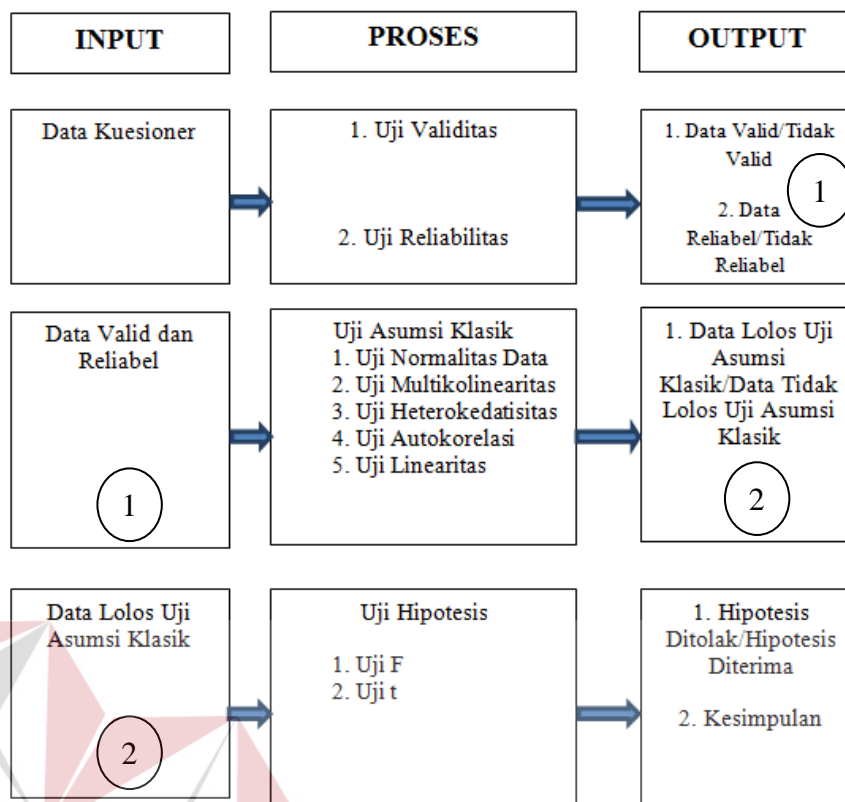 INPUT
PROSES
OUTPUT
Data Kuesioner
1. Uji Validitas
2. Uji Reliabilitas
1. Data Valid/Tidak
Valid
2. Data
Reliabel/Tidak
Reliabel
1
Data Valid dan
Reliabel
1
Uji Asumsi Klasik
1. Uji Normalitas Data
2. Uji Multikolinearitas
3. Uji Heterokedatisitas
4. Uji Autokorelasi
5. Uji Linearitas
1. Data Lolos Uji
Asumsi
Klasik/Data Tidak
Lolos Uji Asumsi
Klasik
2
Data Lolos Uji
Asumsi Klasik
2
Uji Hipotesis
1. Uji F
2. Uji t
1. Hipotesis
Ditolak/Hipotesis
Diterima
2. Kesimpulan